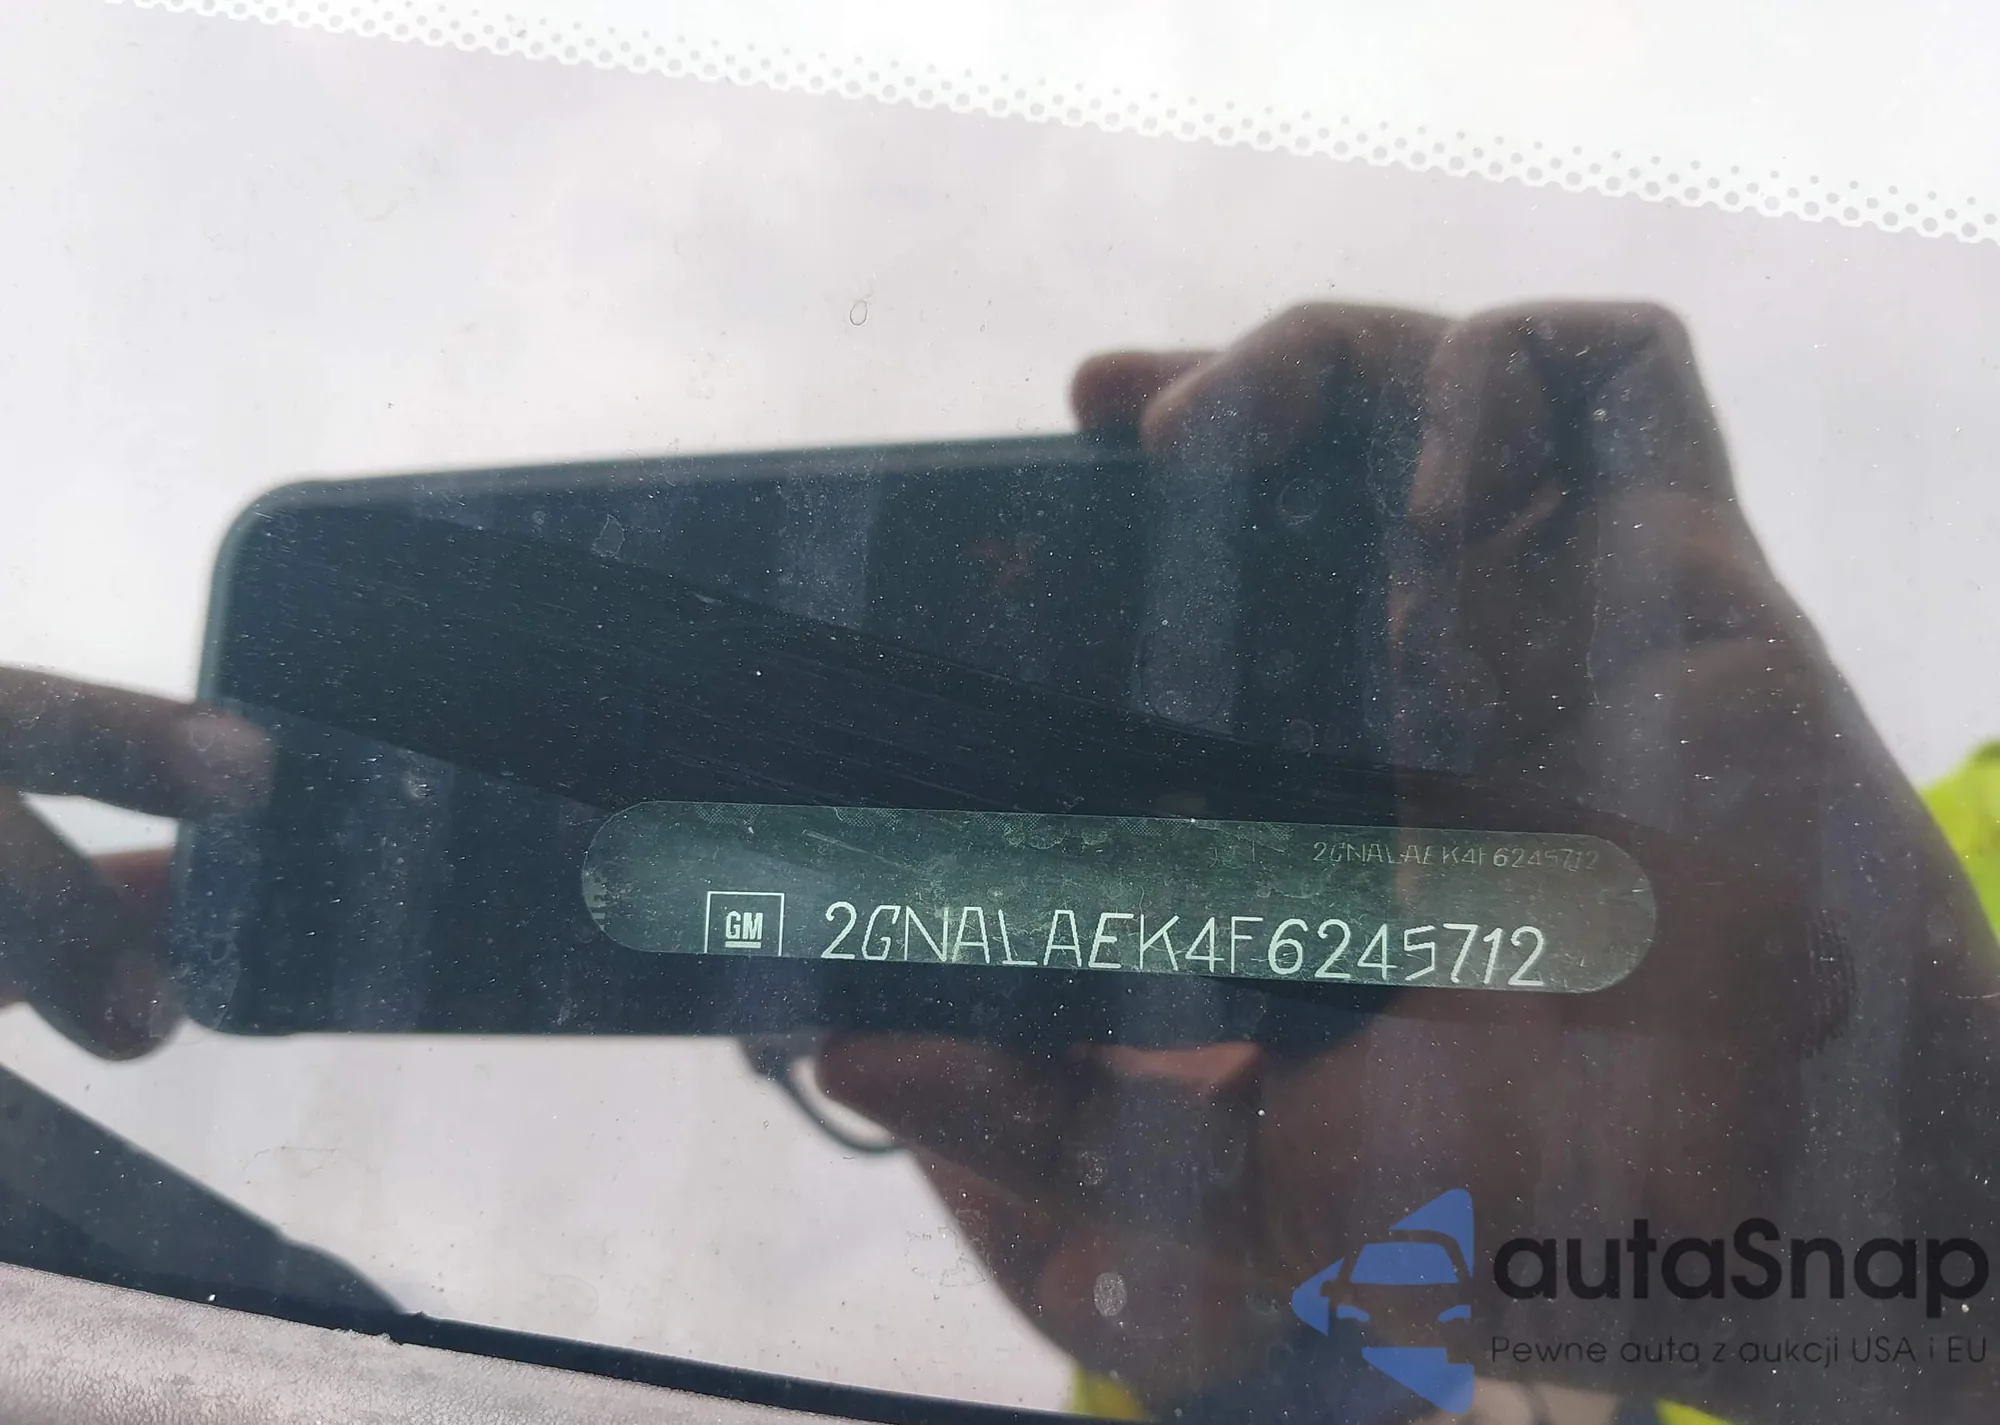 2GNALAEK4F6245712
GM 2GNALAEK4F6245712
autaSnap
Pewne auta z aukcji USA i EU